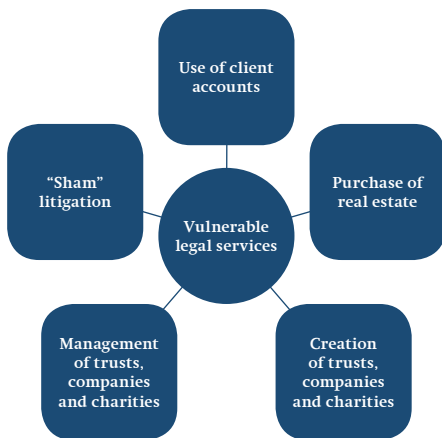 Use of client
accounts
“Sham”
litigation
Purchase of
real estate
Vulnerable
legal services
Management
of trusts,
companies
and charities
Creation
of trusts,
companies
and charities